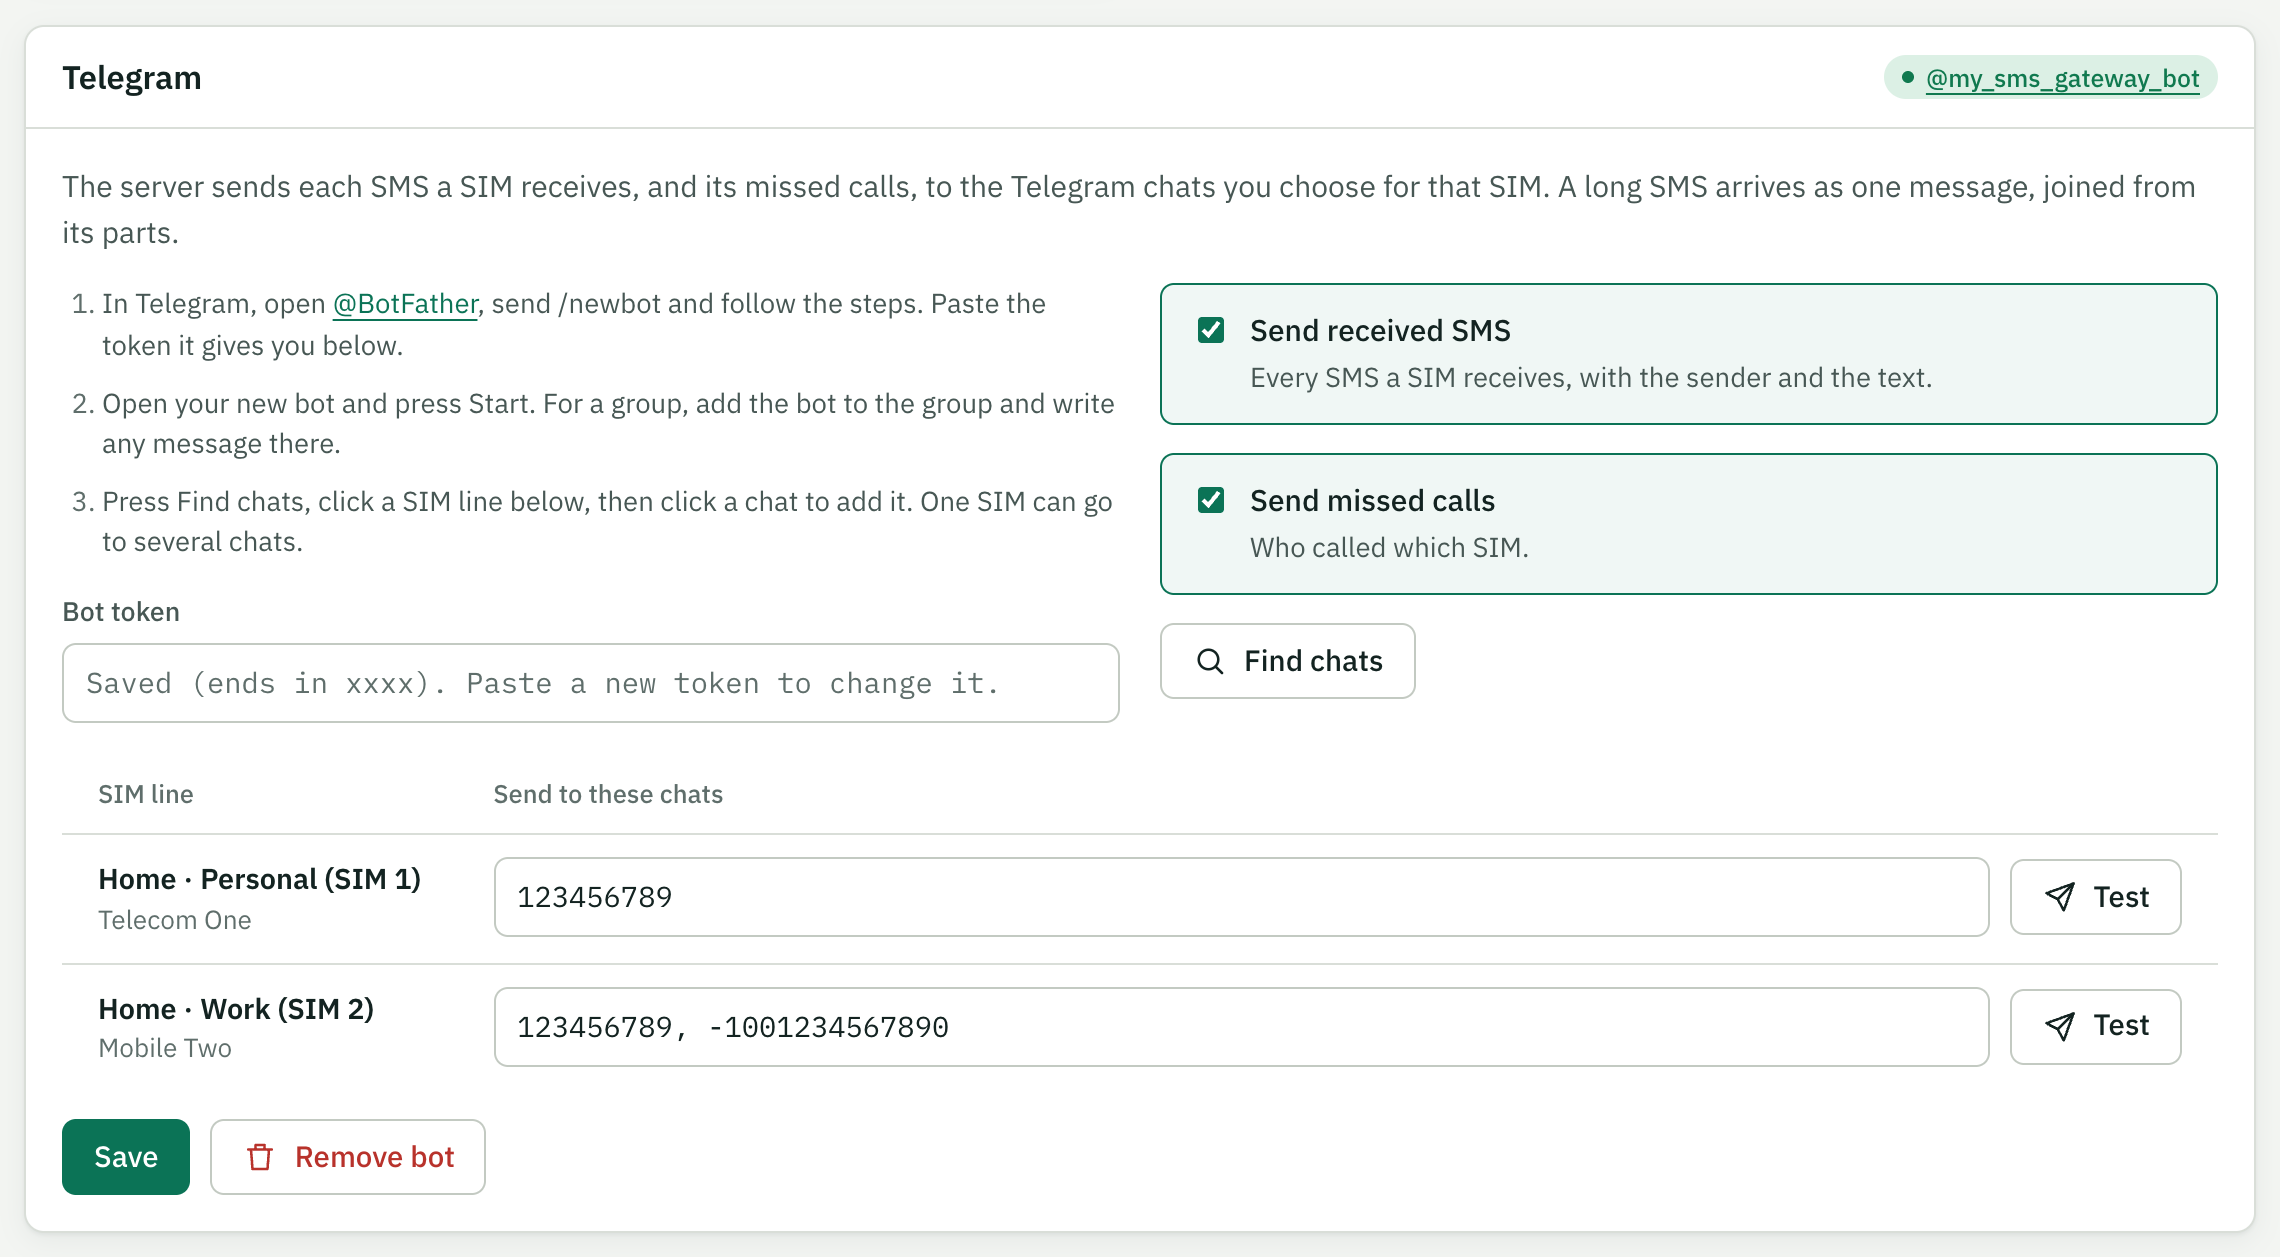 Telegram
@my_sms_gateway_bot
The server sends each SMS a SIM receives, and its missed calls, to the Telegram chats you choose for that SIM. A long SMS arrives as one message, joined from
its parts.
1. In Telegram, open @BotFather, send /newbot and follow the steps. Paste the
token it gives you below.
2. Open your new bot and press Start. For a group, add the bot to the group and write
any message there.
3. Press Find chats, click a SIM line below, then click a chat to add it. One SIM can go
to several chats.
Bot token
Saved (ends in xxxx). Paste a new token to change it.
Send received SMS
Every SMS a SIM receives, with the sender and the text.
Send missed calls
Who called which SIM.
Find chats
SIM line
Send to these chats
Home · Personal (SIM 1)
Telecom One
123456789
Test
Home · Work (SIM 2)
Mobile Two
123456789, -1001234567890
Test
Save
Remove bot